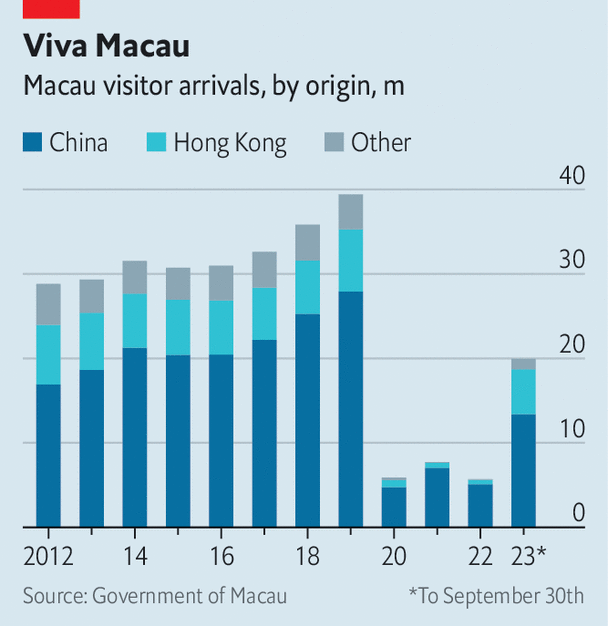 Viva Macau
Macau visitor arrivals, by origin, m
China Hong Kong Other
40
30
20
10
0
2012 14 16 18 20 22 23*
Source: Government of Macau *To September 30th